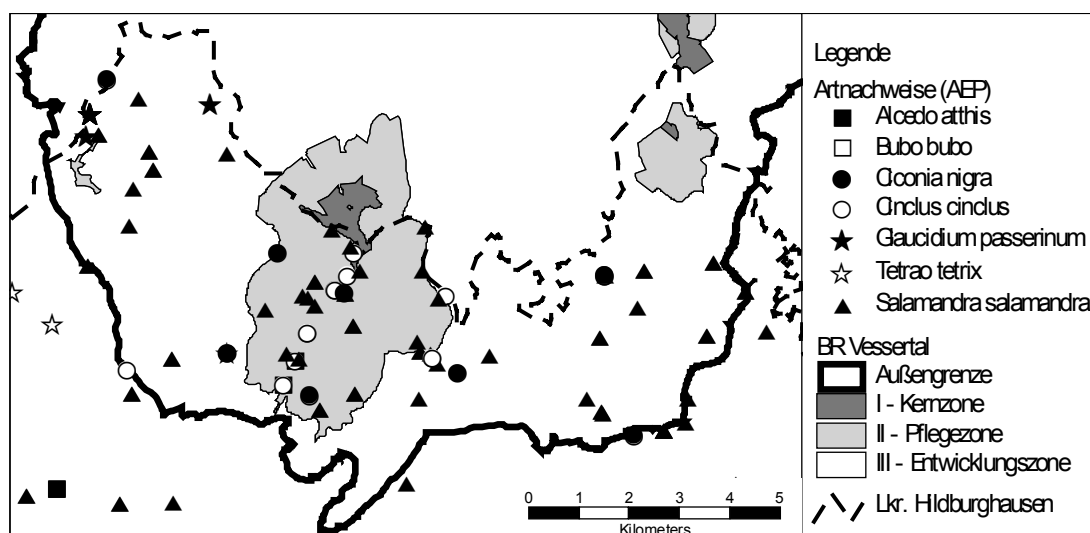 Legende
Artnachweise (AEP)
Alcedo atthis
Bubo bubo
Ciconia nigra
Cinclus cinclus
Glaucidium passerinum
Tetrao tetrix
Salamandra salamandra
BR Vessertal
Außengrenze
I - Kernzone
II - Pflegezone
III - Entwicklungszone
Lkr. Hildburghausen
0 1 2 3 4 5
Kilometers